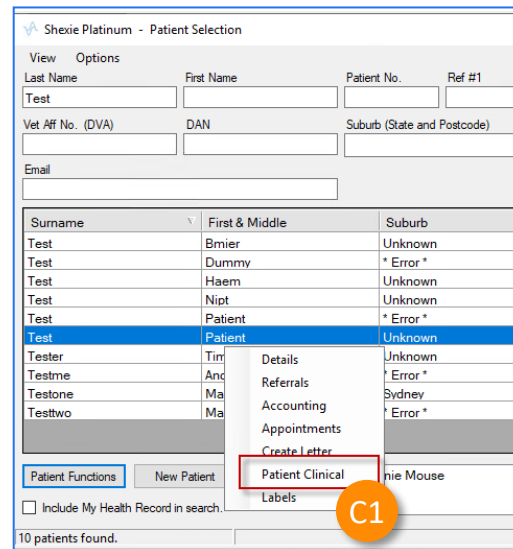 Shexie Platinum - Patient Selection
View Options
Last Name First Name Patient No. Ref #1
Test
Vet Aff No. (DVA) DAN Suburb (State and Postcode)
Email
Surname First & Middle Suburb
Test Bmier Unknown
Test Dummy * Error *
Test Haem Unknown
Test Nipt Unknown
Test Patient * Error *
Test Patient Unknown
Tester Tim Unknown
Testme * Error *
Testone Ma Sydney
Testtwo Ma * Error *
Details
Referrals
Accounting
Appointments
Create Letter
Patient Clinical
Labels
Patient Functions New Patient nie Mouse
Include My Health Record in search.
C1
10 patients found.